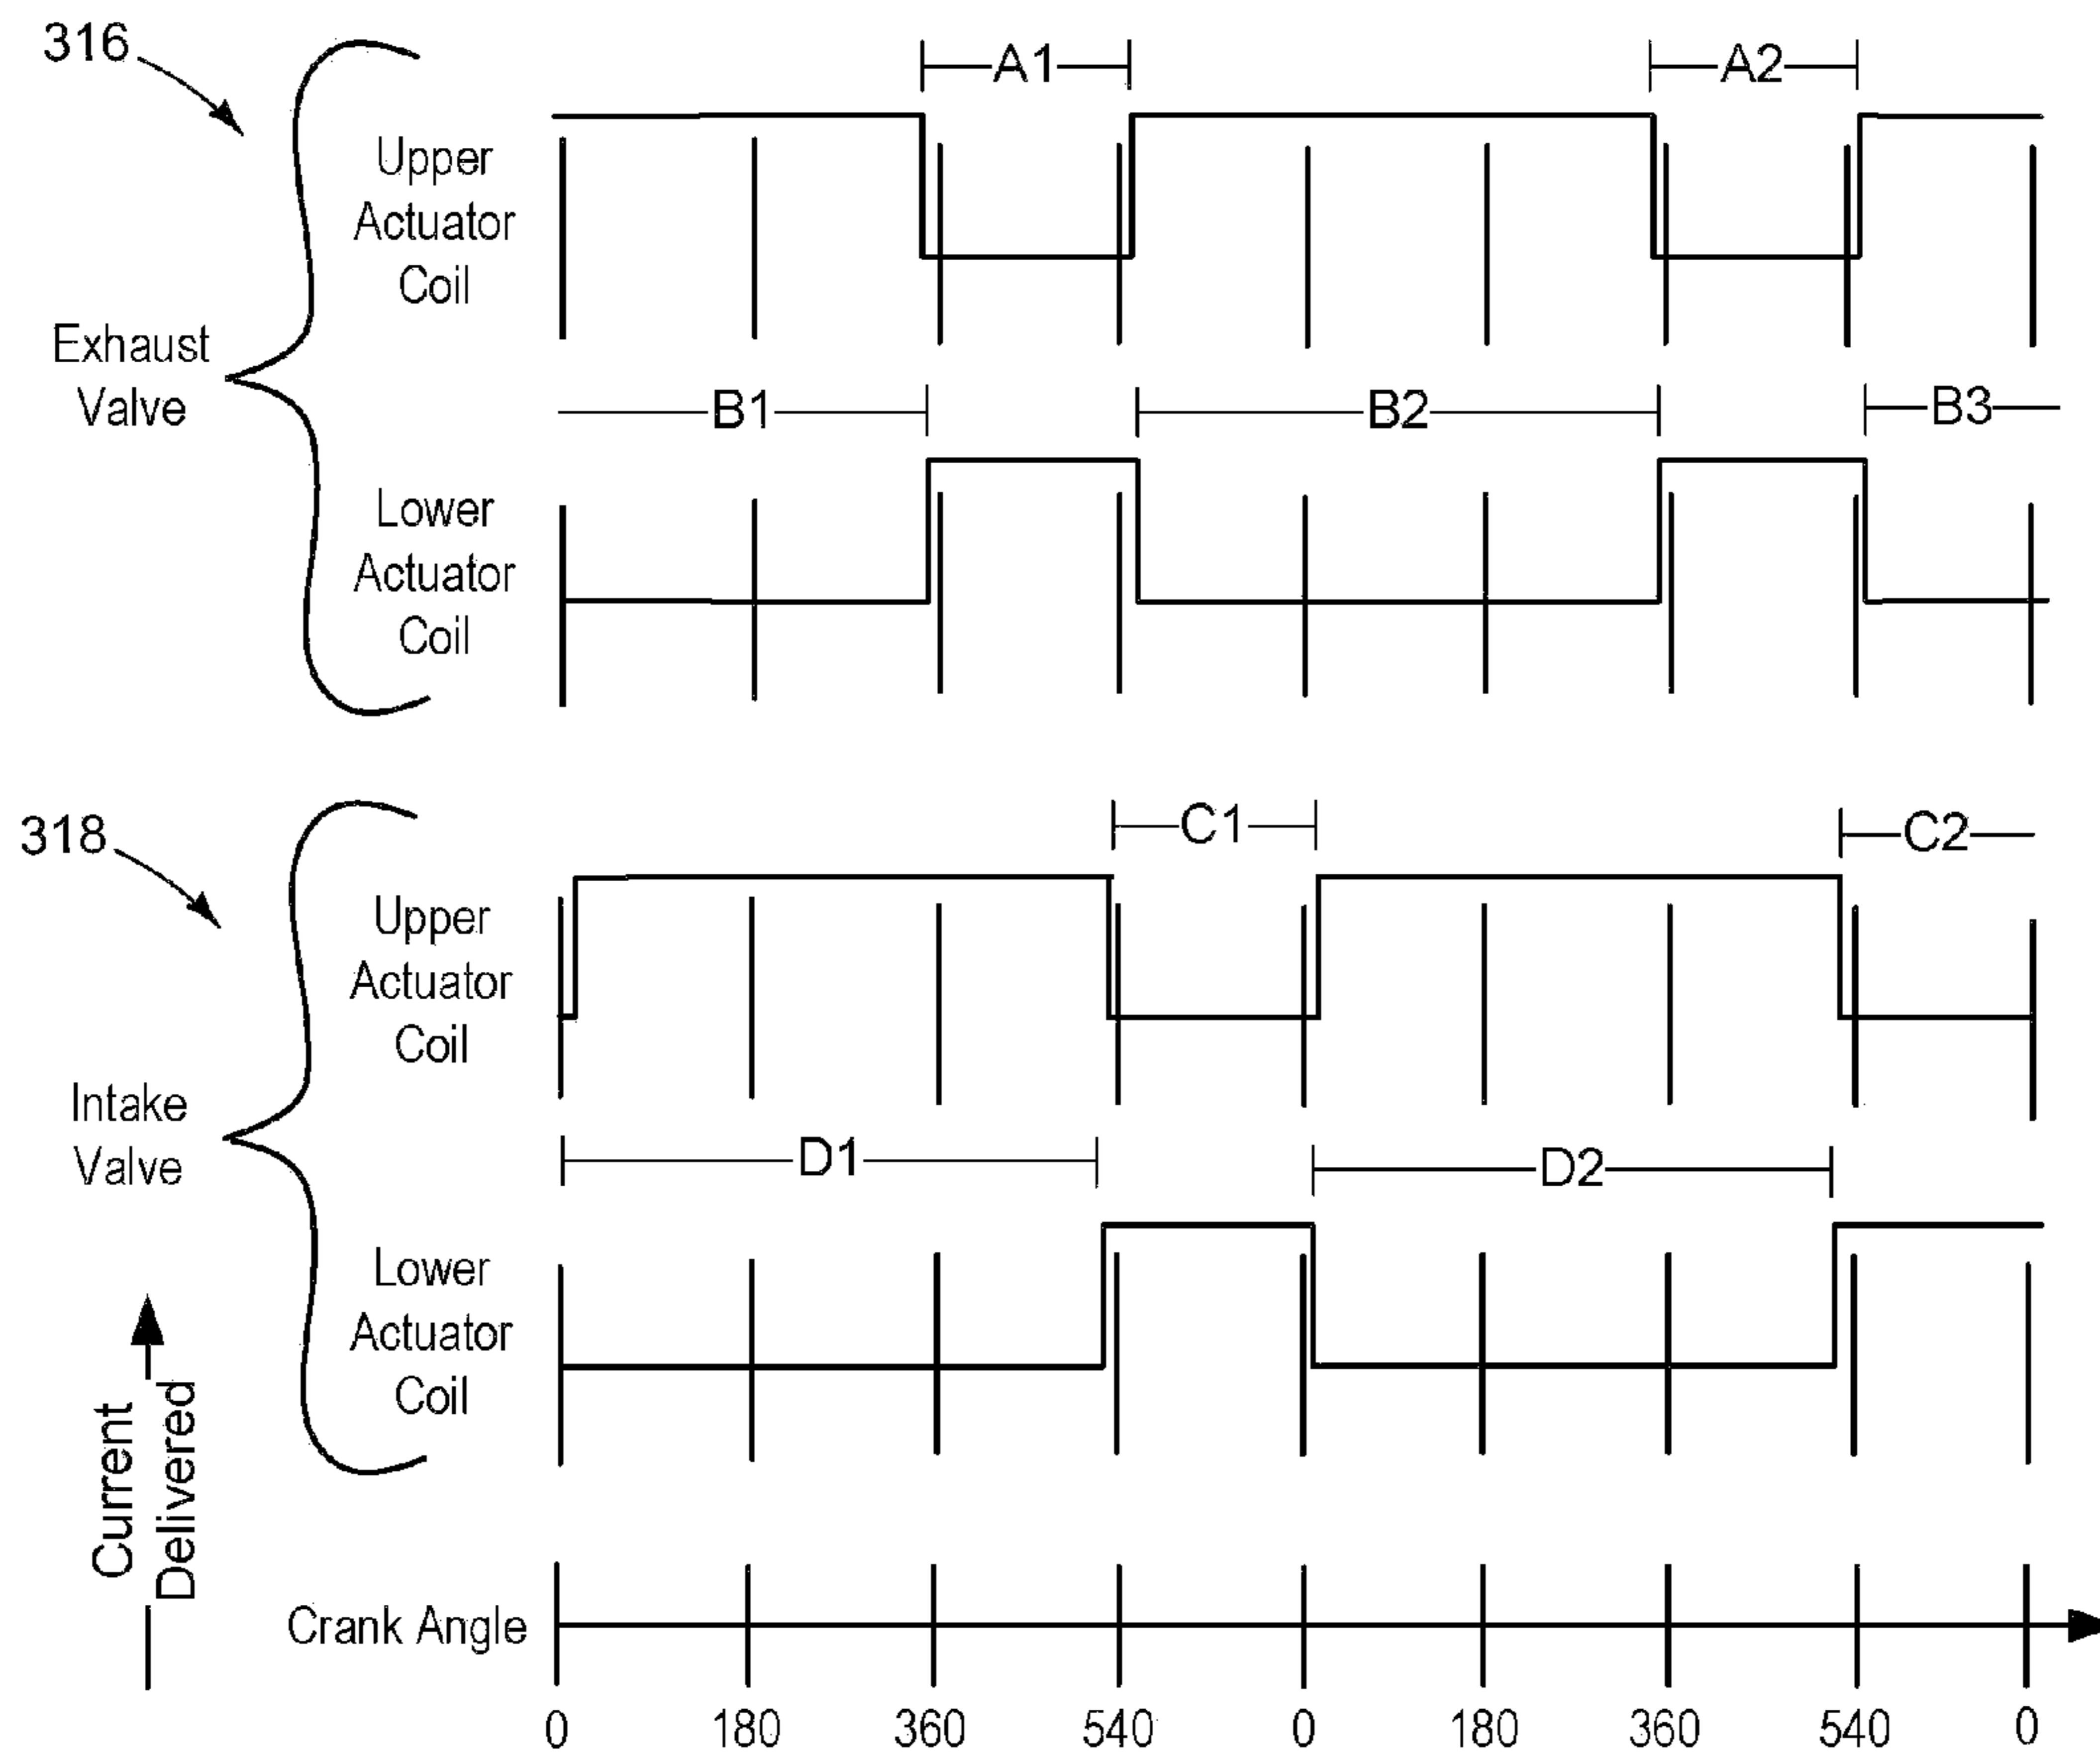 316
A1
A2
Upper
Actuator
Coil
Exhaust
Valve
B1
B2
B3
Lower
Actuator
Coil
318
C1
C2
Upper
Actuator
Coil
Intake
Valve
D1
D2
Lower
Actuator
Coil
Current
Delivered
Crank Angle
0 180 360 540 0 180 360 540 0